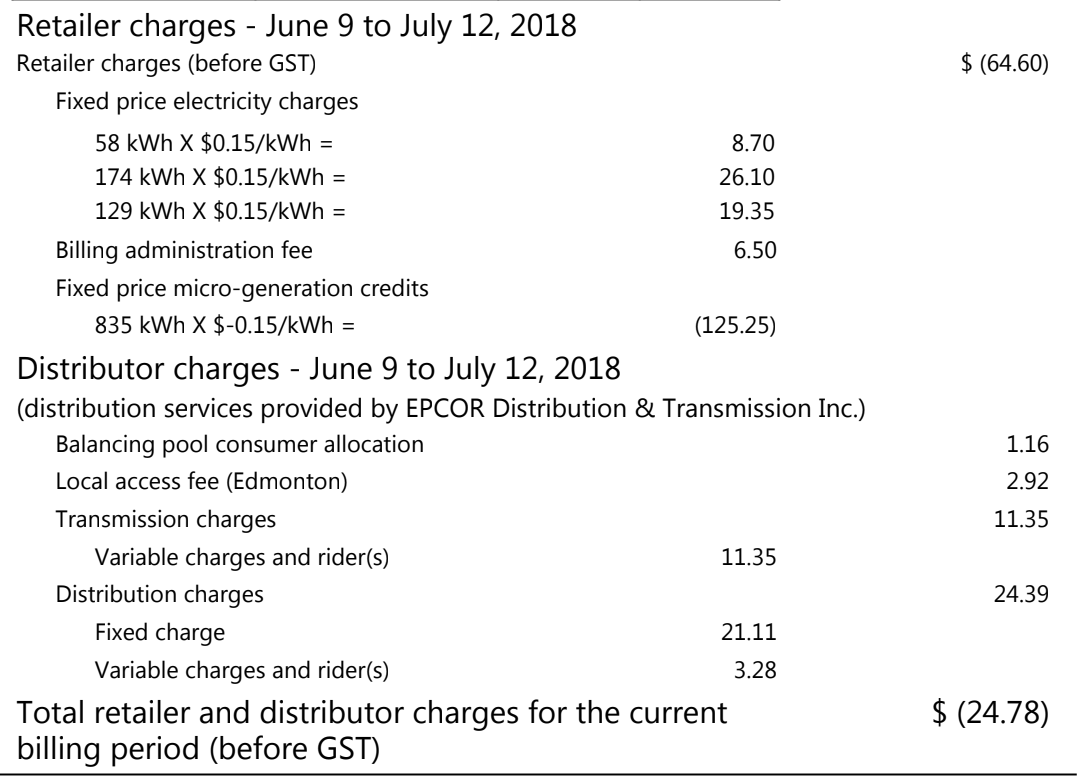 Retailer charges - June 9 to July 12, 2018
Retailer charges (before GST) $ (64.60)
Fixed price electricity charges
58 kWh X $0.15/kWh = 8.70
174 kWh X $0.15/kWh = 26.10
129 kWh X $0.15/kWh = 19.35
Billing administration fee 6.50
Fixed price micro-generation credits
835 kWh X $-0.15/kWh = (125.25)
Distributor charges - June 9 to July 12, 2018
(distribution services provided by EPCOR Distribution & Transmission Inc.)
Balancing pool consumer allocation 1.16
Local access fee (Edmonton) 2.92
Transmission charges 11.35
Variable charges and rider(s) 11.35
Distribution charges 24.39
Fixed charge 21.11
Variable charges and rider(s) 3.28
Total retailer and distributor charges for the current $ (24.78)
billing period (before GST)